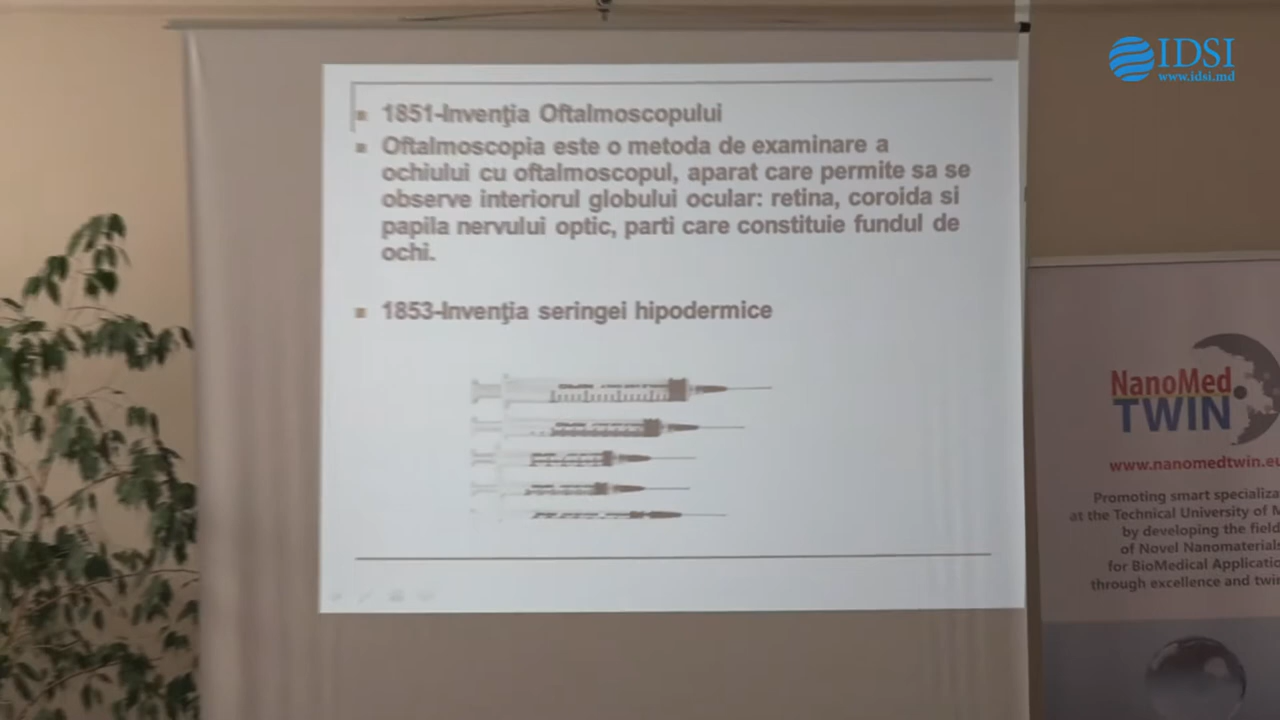 IDSI
www.idsi.md
1851-Invenţia Oftalmoscopului
Oftalmoscopia este o metoda de examinare a
ochiului cu oftalmoscopul, aparat care permite sa se
observe interiorul globului ocular: retina, coroida si
papila nervului optic, parti care constituie fundul de
ochi.
1853-Invenţia seringei hipodermice
NanoMed
TWIN
www.nanomedtwin.eu
Promoting smart specializa
at the Technical University of M
by developing the field
of Novel Nanomaterials
for BioMedical Applicatio
through excellence and twin